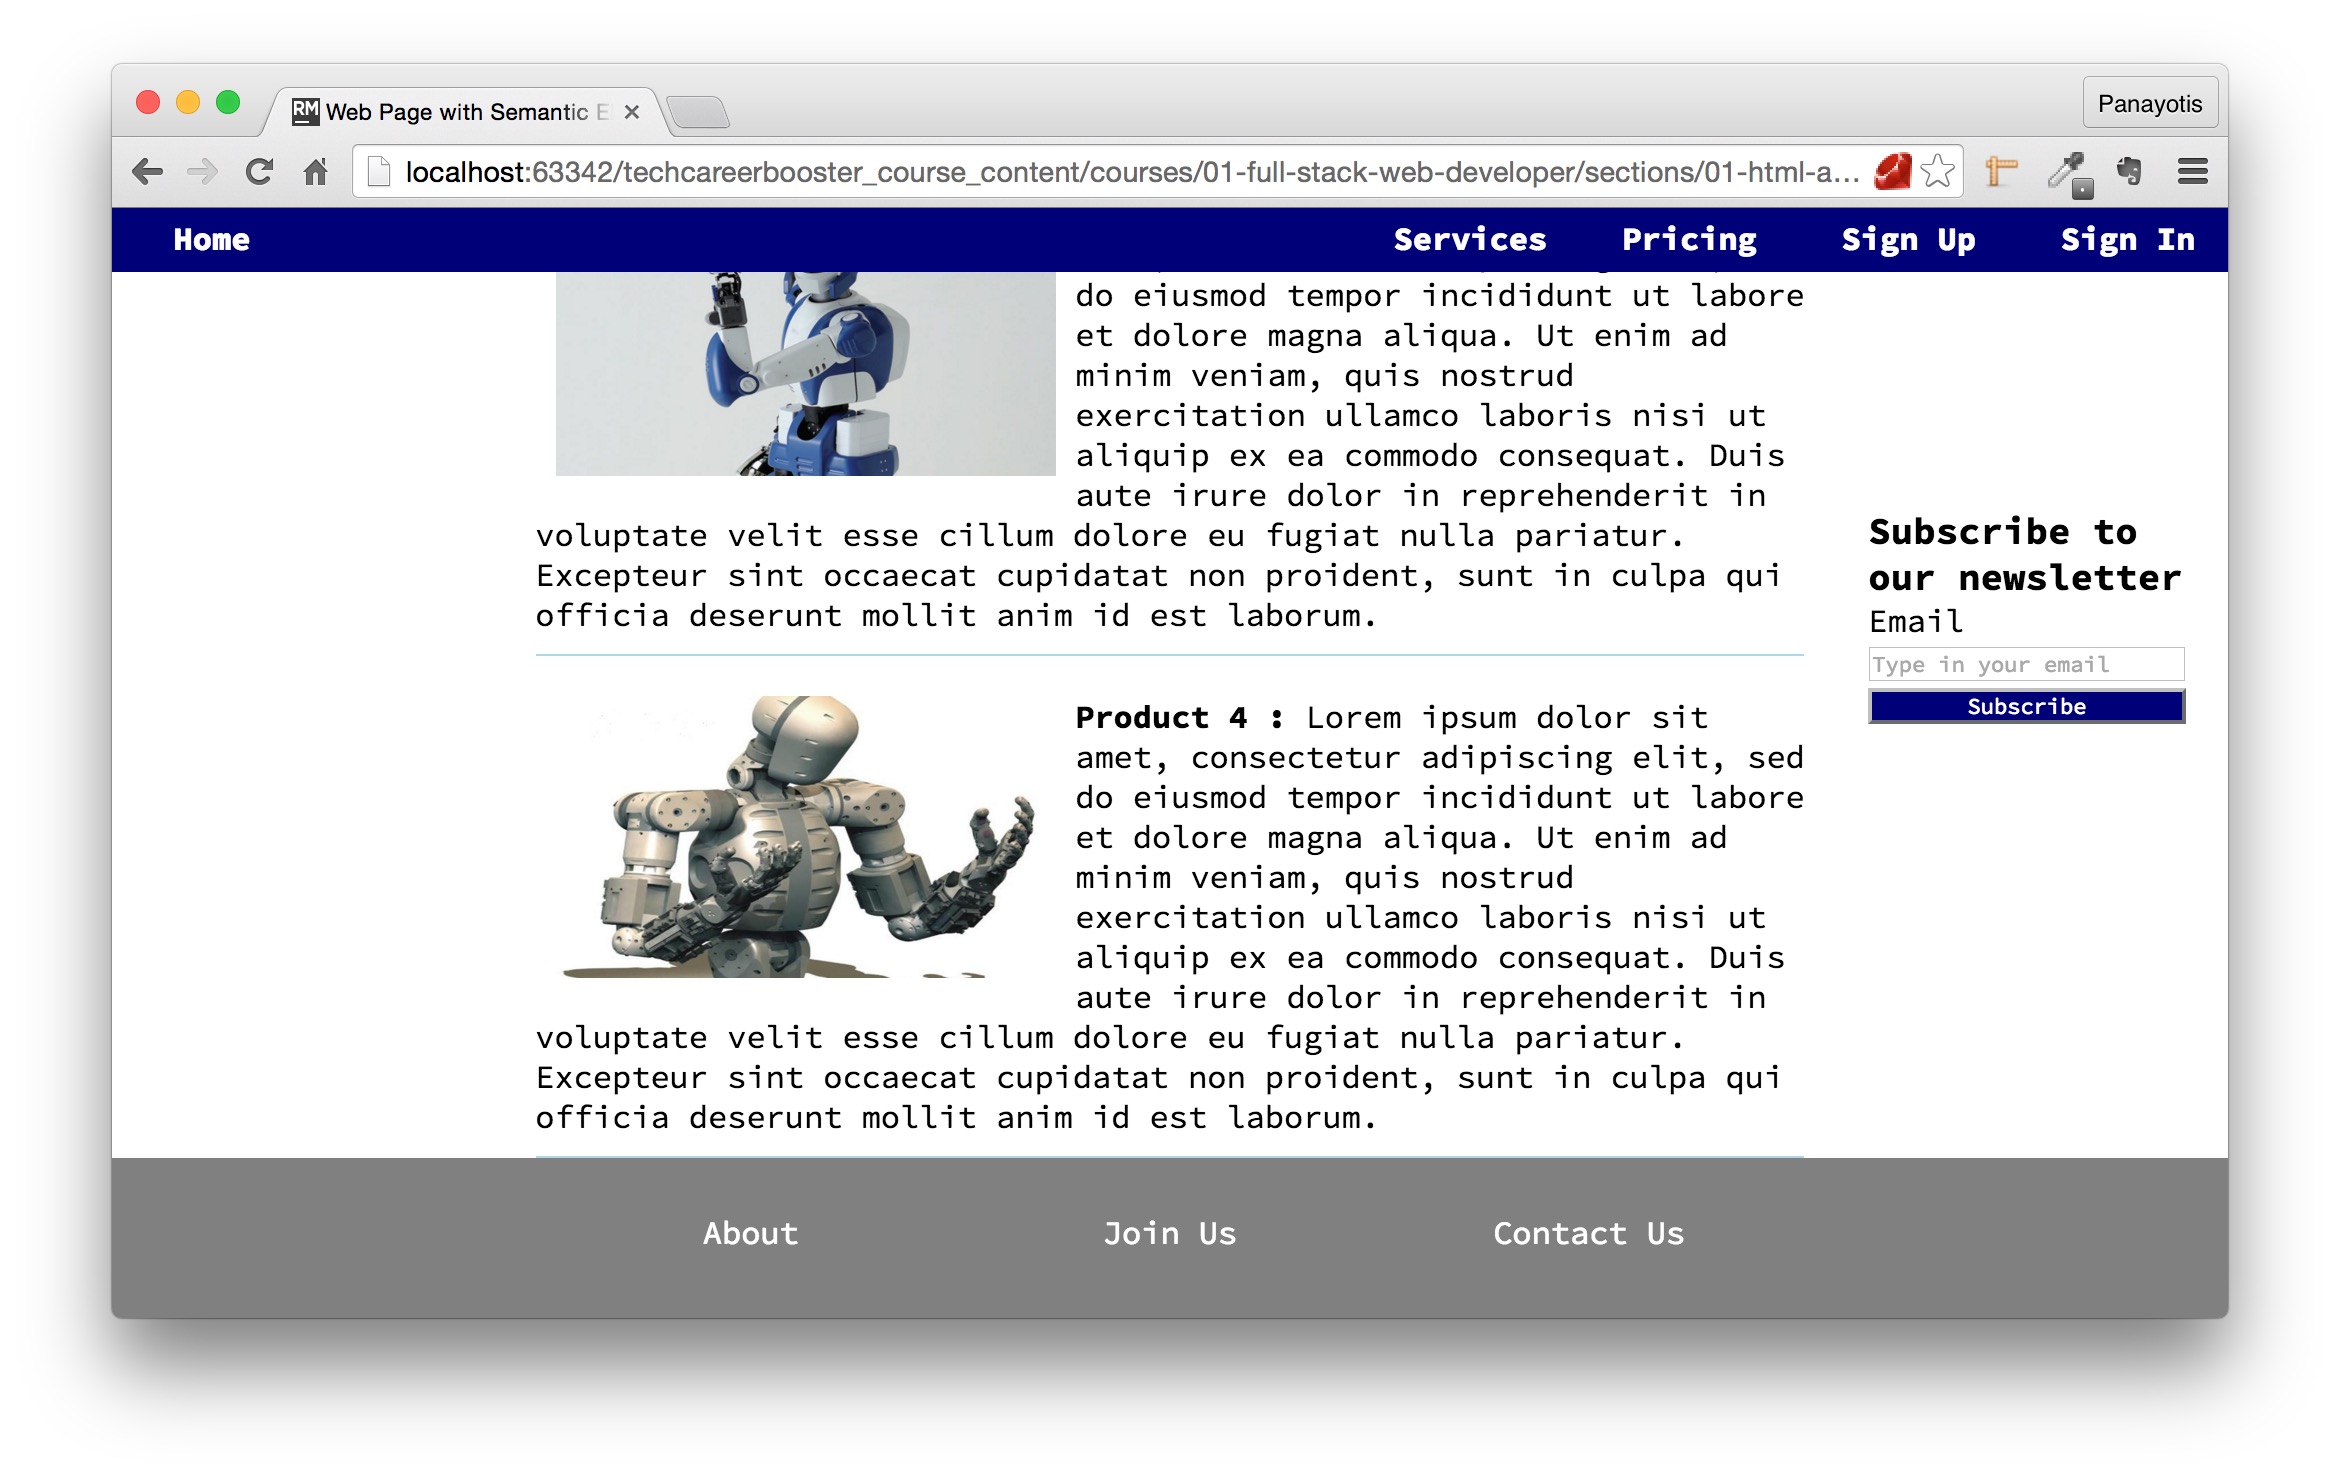 RM Web Page with Semantic E
Panayotis
localhost:63342/techcareerbooster_course_content/courses/01-full-stack-web-developer/sections/01-html-a...
Home Services Pricing Sign Up Sign In
do eiusmod tempor incididunt ut labore
et dolore magna aliqua. Ut enim ad
minim veniam, quis nostrud
exercitation ullamco laboris nisi ut
aliquip ex ea commodo consequat. Duis
aute irure dolor in reprehenderit in
voluptate velit esse cillum dolore eu fugiat nulla pariatur.
Excepteur sint occaecat cupidatat non proident, sunt in culpa qui
officia deserunt mollit anim id est laborum.
Product 4 : Lorem ipsum dolor sit
amet, consectetur adipiscing elit, sed
do eiusmod tempor incididunt ut labore
et dolore magna aliqua. Ut enim ad
minim veniam, quis nostrud
exercitation ullamco laboris nisi ut
aliquip ex ea commodo consequat. Duis
aute irure dolor in reprehenderit in
voluptate velit esse cillum dolore eu fugiat nulla pariatur.
Excepteur sint occaecat cupidatat non proident, sunt in culpa qui
officia deserunt mollit anim id est laborum.
Subscribe to
our newsletter
Email
Type in your email
Subscribe
About Join Us Contact Us